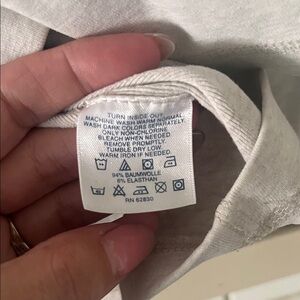 TURN INSIDE OUT.
MACHINE WASH WARM NORMAL.
WASH DARK COLORS SEPARATELY.
ONLY NON-CHLORINE
BLEACH WHEN NEEDED.
REMOVE PROMPTLY.
TUMBLE DRY LOW.
WARM IRON IF NEEDED.
94% BAUMWOLLE
6% ELASTHAN
RN 62830